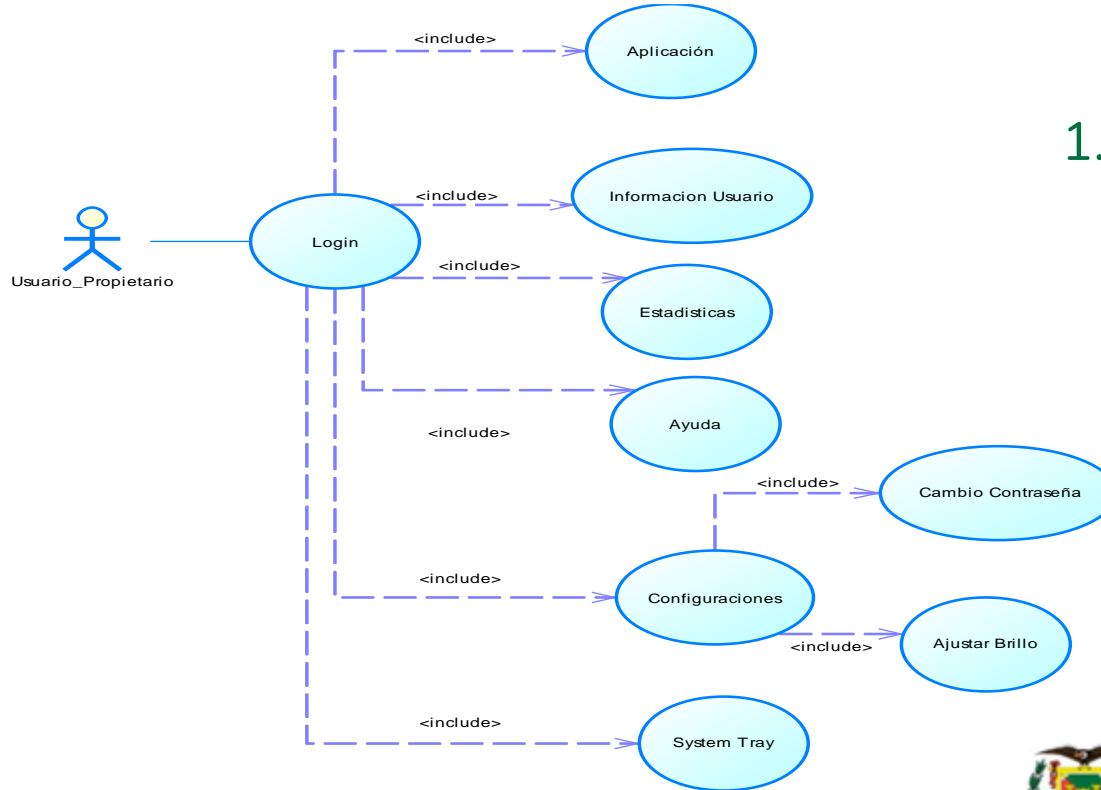 <include>
Aplicación
1.
<include>
Informacion Usuario
Login
Usuario_Propietario
<include>
Estadisticas
Ayuda
<include>
<include>
Cambio Contraseña
<include>
Configuraciones
Ajustar Brillo
<include>
<include>
System Tray